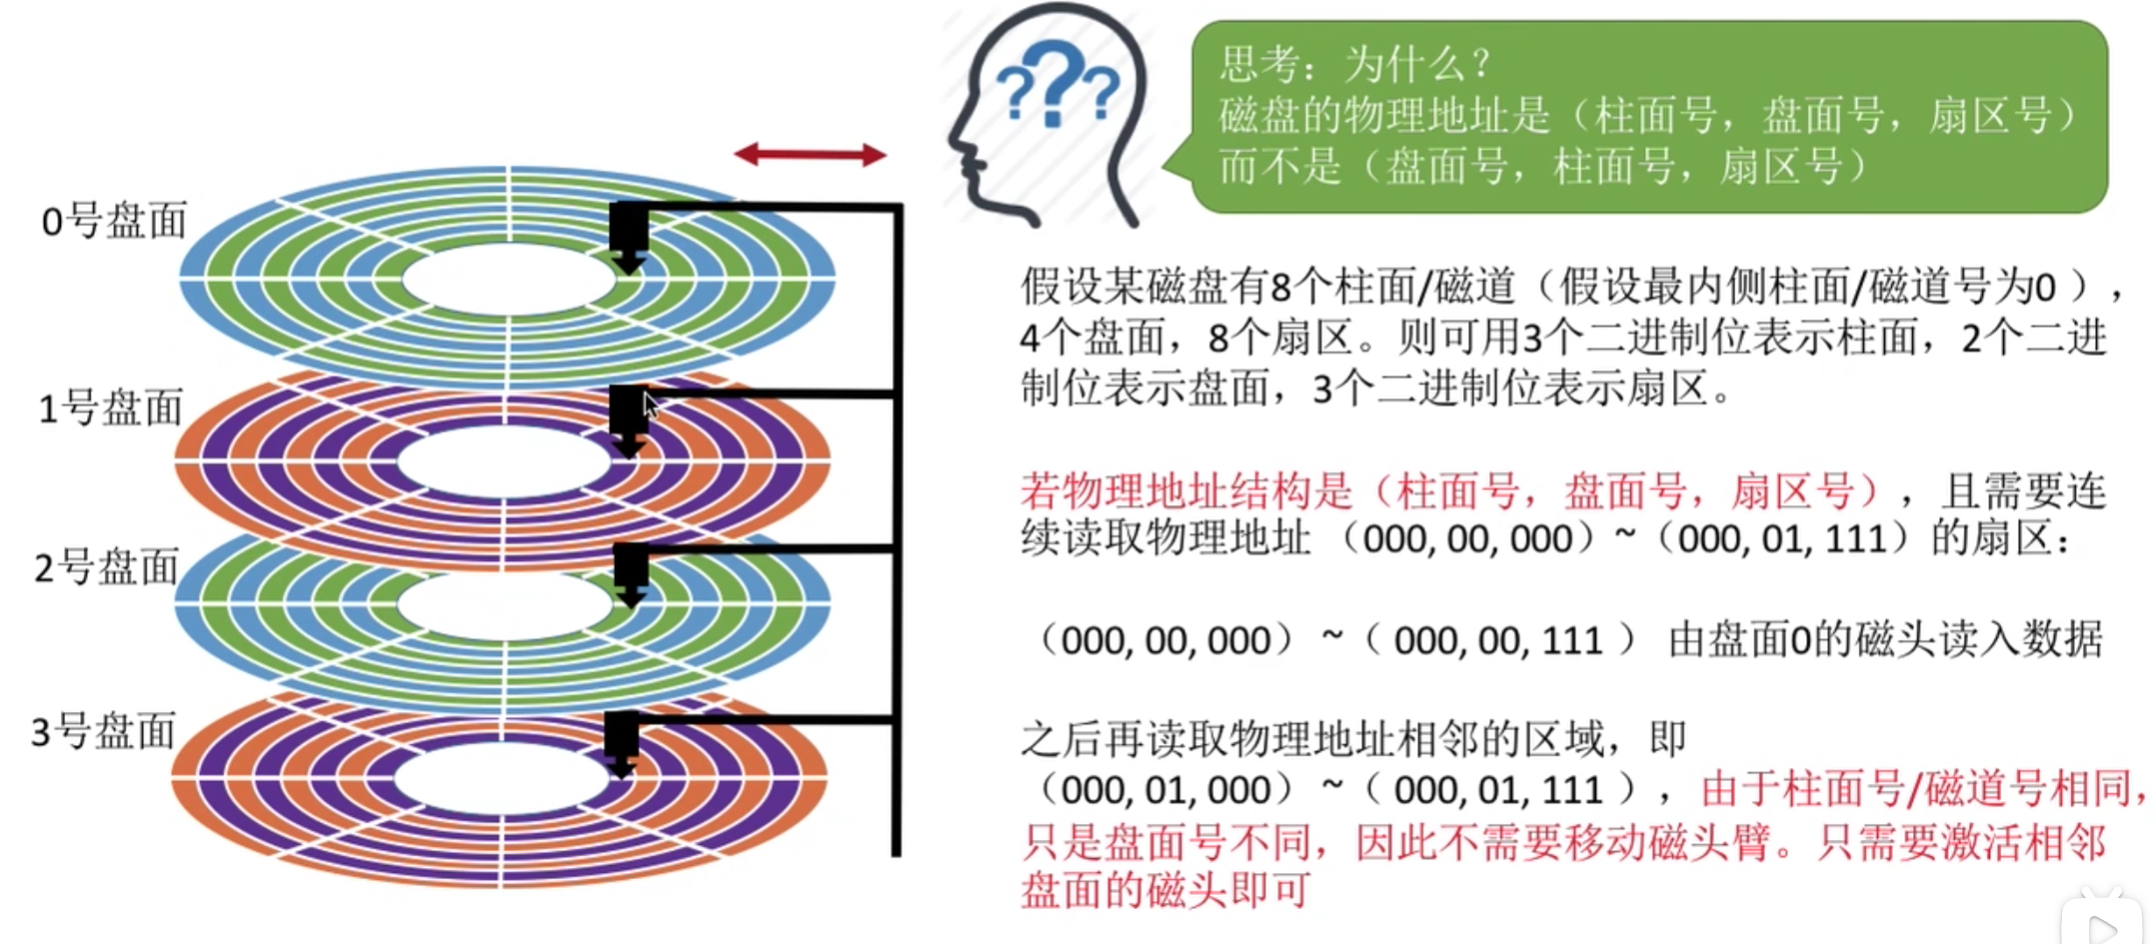 思考：为什么？
磁盘的物理地址是（柱面号，盘面号，扇区号）
而不是（盘面号，柱面号，扇区号）
???
0号盘面
1号盘面
2号盘面
3号盘面
假设某磁盘有8个柱面/磁道（假设最内侧柱面/磁道号为0 ），
4个盘面，8个扇区。则可用3个二进制位表示柱面，2个二进
制位表示盘面，3个二进制位表示扇区。
若物理地址结构是（柱面号，盘面号，扇区号），且需要连
续读取物理地址 （000, 00, 000）~（000, 01, 111）的扇区：
（000, 00, 000） ~（ 000, 00, 111 ） 由盘面0的磁头读入数据
之后再读取物理地址相邻的区域，即
（000, 01, 000） ~（ 000, 01, 111 ），由于柱面号/磁道号相同，
只是盘面号不同，因此不需要移动磁头臂。只需要激活相邻
盘面的磁头即可